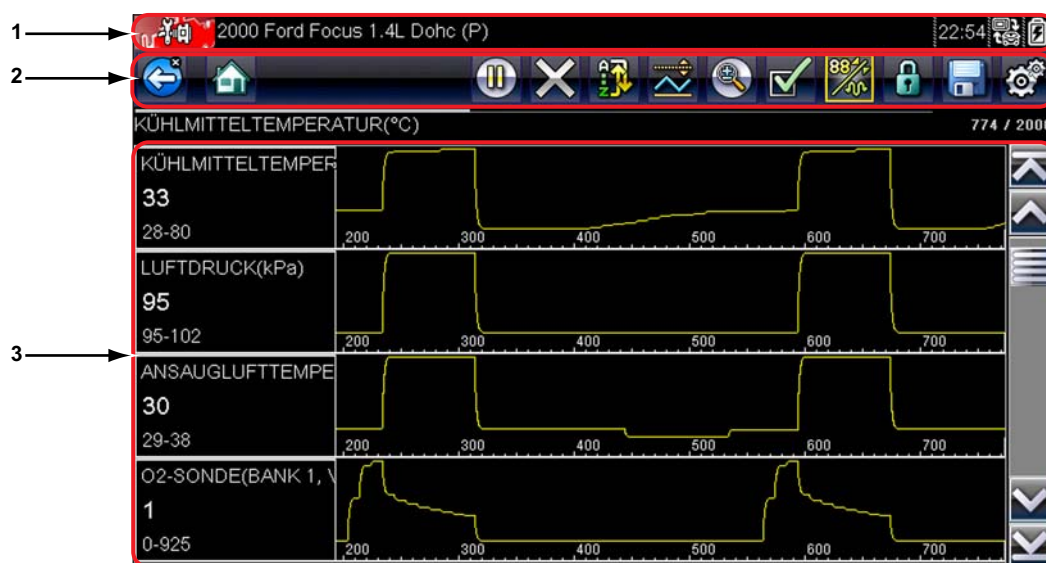 1
2000 Ford Focus 1.4L Dohc (P)
22:54
2
A
Z
88
KÜHLMITTELTEMPERATUR(°C)
774 / 2000
KÜHLMITTELTEMPER
33
28-80
200 300 400 500 600 700
LUFTDRUCK(kPa)
95
95-102
200 300 400 500 600 700
3
ANSAUGLUFTTEMPE
30
29-38
200 300 400 500 600 700
O2-SONDE(BANK 1, V
1
0-925
200 300 400 500 600 700